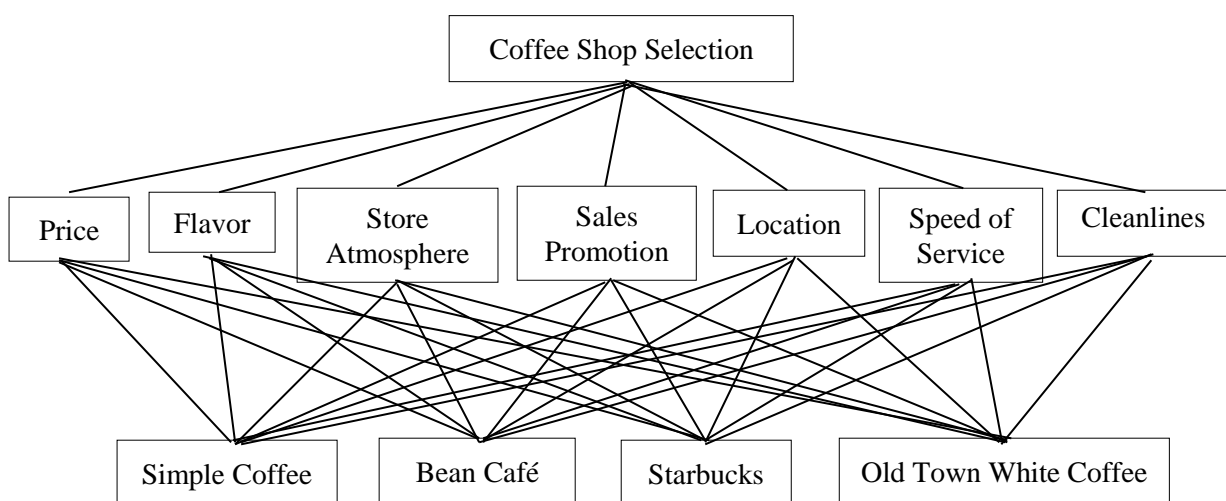 Coffee Shop Selection
Price
Flavor
Store
Atmosphere
Sales
Promotion
Location
Speed of
Service
Cleanlines
Simple Coffee
Bean Café
Starbucks
Old Town White Coffee